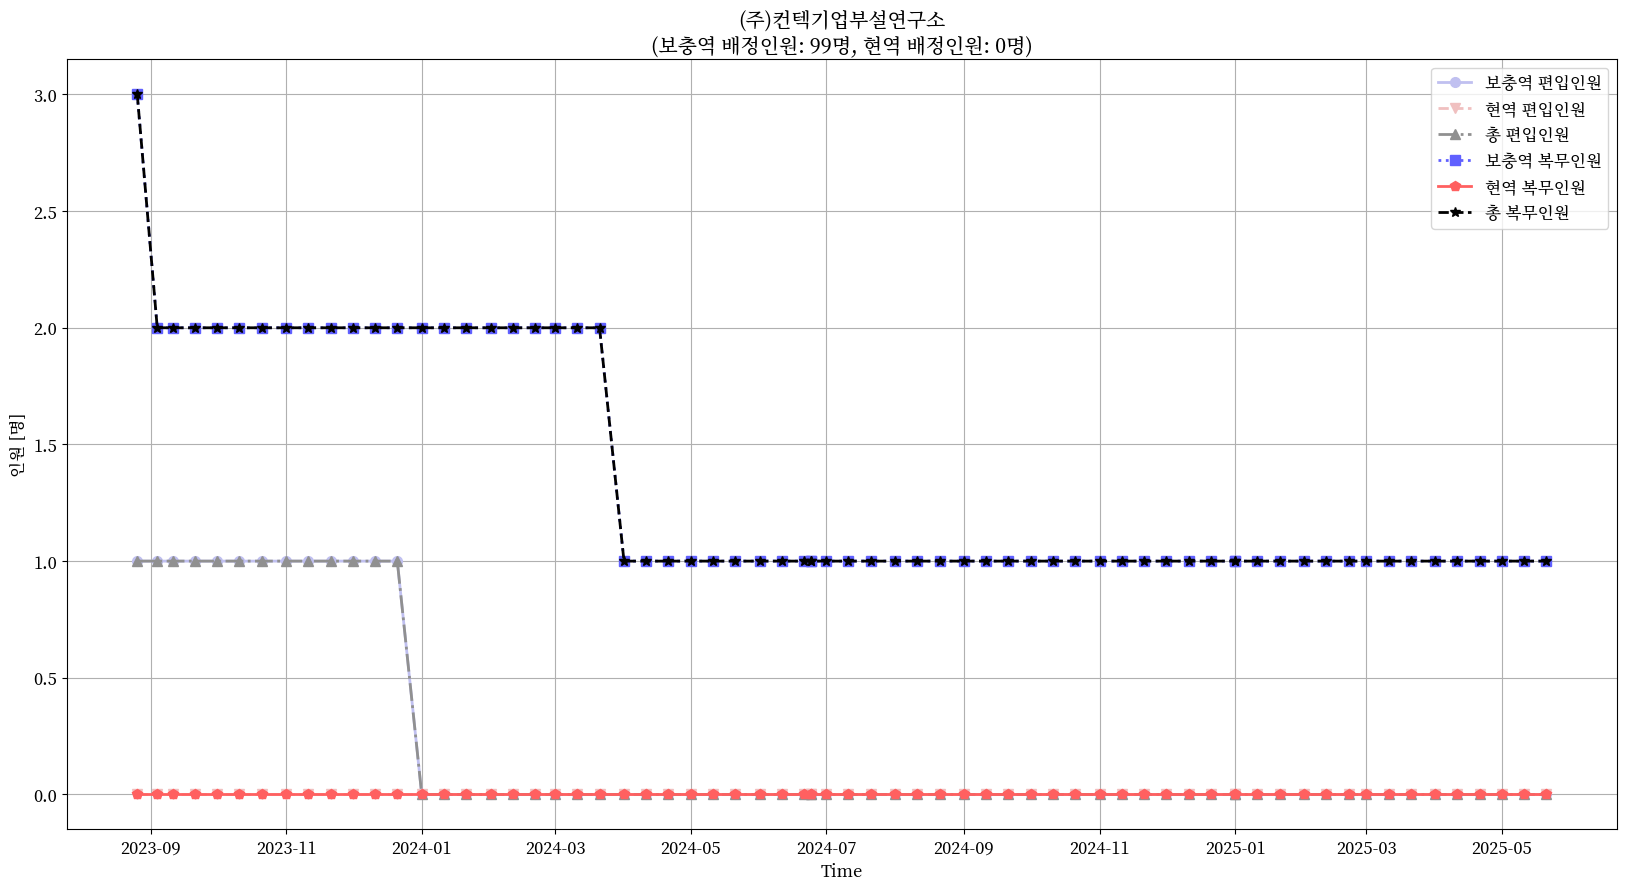 (주)컨텍기업부설연구소
(보충역 배정인원: 99명, 현역 배정인원: 0명)
보충역 편입인원
현역 편입인원
총 편입인원
보충역 복무인원
현역 복무인원
총 복무인원
3.0
2.5
2.0
1.5
1.0
0.5
0.0
인원 [명]
2023-09 2023-11 2024-01 2024-03 2024-05 2024-07 2024-09 2024-11 2025-01 2025-03 2025-05
Time